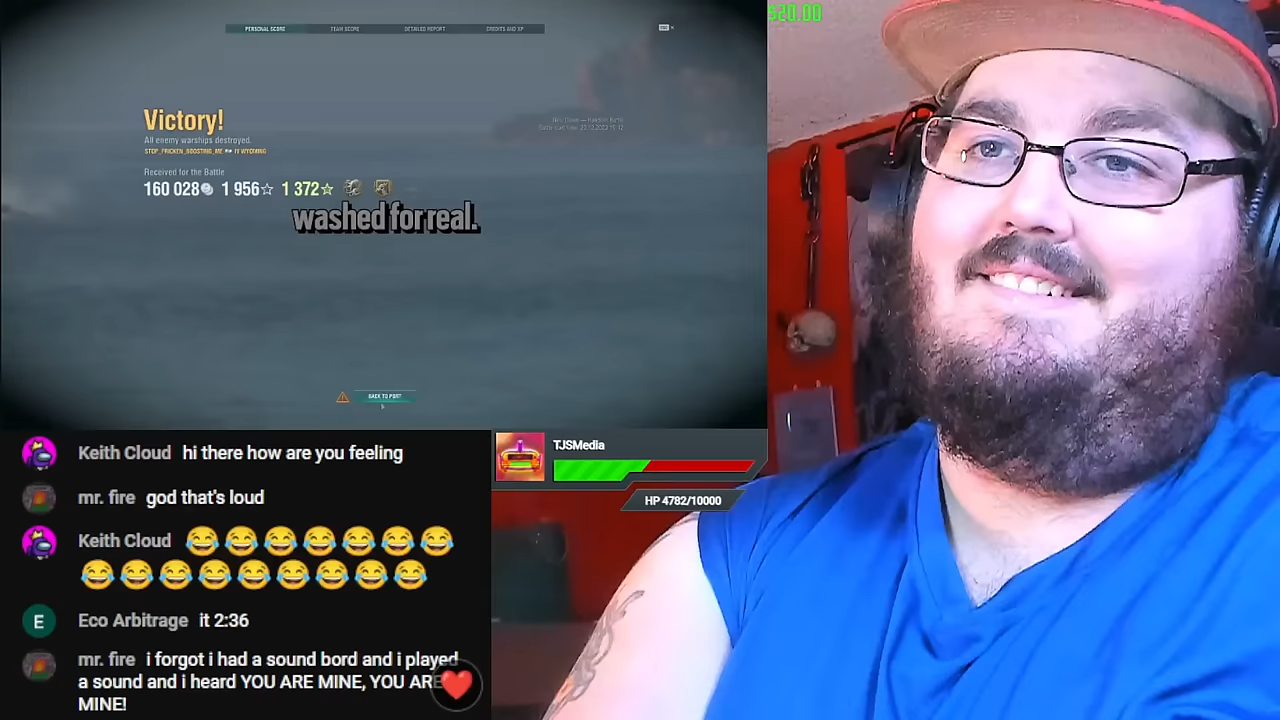 PERSONAL SCORE TEAM SCORE DETAILED REPORT CREDITS AND XP
$20.00
Victory!
All enemy warships destroyed.
Received for the Battle
160 028 1 956 1 372
washed for real.
BACK TO PORT
Keith Cloud hi there how are you feeling
mr. fire god that's loud
Keith Cloud 😂😂😂😂😂😂😂
😂😂😂😂😂😂😂😂😂
E Eco Arbitrage it 2:36
mr. fire i forgot i had a sound bord and i played
a sound and i heard YOU ARE MINE, YOU ARE
MINE!
TJSMedia
HP 4782/10000